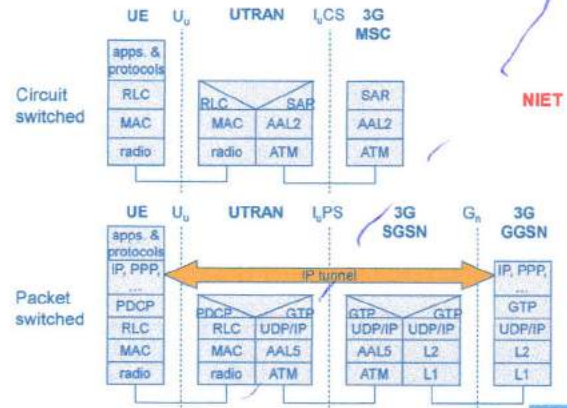 UE Uu UTRAN IuCS 3G MSC
apps. & protocols
Circuit switched
RLC RLC SAR SAR
NIET
MAC MAC AAL2 AAL2
radio radio ATM ATM
UE Uu UTRAN IuPS 3G SGSN Gn 3G GGSN
apps. & protocols
IP, PPP, ... IP tunnel IP, PPP, ...
Packet switched
PDCP PDCP GTP GTP GTP GTP
RLC RLC UDP/IP UDP/IP UDP/IP UDP/IP
MAC MAC AAL5 AAL5 L2 L2
radio radio ATM ATM L1 L1